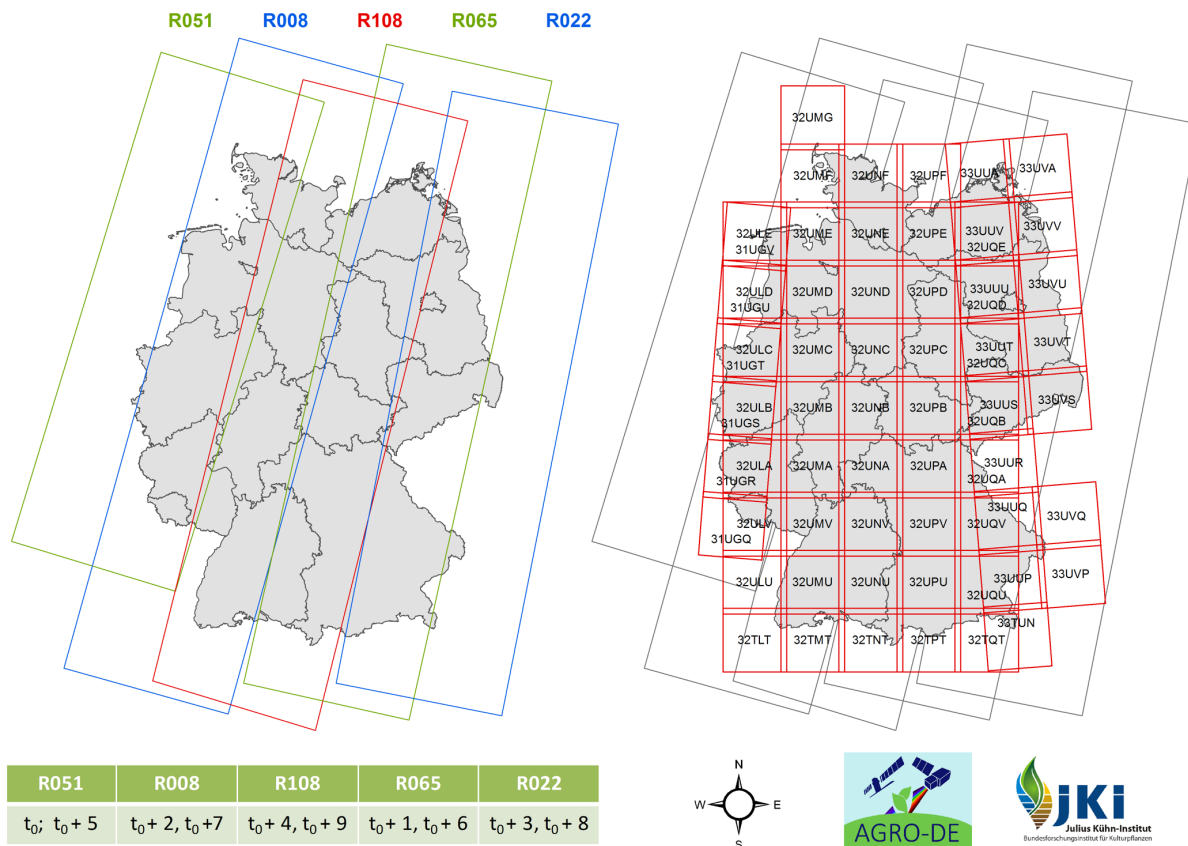 R051 R008 R108 R065 R022
32UMG
32UMF 32UNF 32UPF 33UUA 33UVA
32ULE 32UME 32UNE 32UPE 33UUV 33UVV
31UGV 32UQE
32ULD 32UMD 32UND 32UPD 33UUU 33UVU
31UGU 32UQD
32ULC 32UMC 32UNC 32UPC 33UUT 33UVT
31UGT 32UQC
32ULB 32UMB 32UNB 32UPB 33UUS 33UVS
31UGS 32UQB
32ULA 32UMA 32UNA 32UPA 33UUR
31UGR 32UQA
32ULV 32UMV 32UNV 32UPV 32UQV 33UUQ 33UVQ
31UGQ
32ULU 32UMU 32UNU 32UPU 33UUP 33UVP
32UQU
33TUN
32TLT 32TMT 32TNT 32TPT 32TQT
R051 R008 R108 R065 R022
t0; t0 + 5 t0 + 2, t0 +7 t0 + 4, t0 + 9 t0 + 1, t0 + 6 t0 + 3, t0 + 8
N
W E
S
AGRO-DE
JKi
Julius Kühn-Institut
Bundesforschungsinstitut für Kulturpflanzen